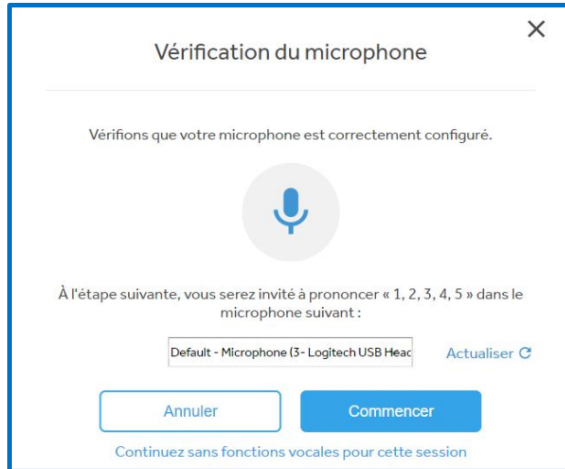 Vérification du microphone
Vérifions que votre microphone est correctement configuré.
À l'étape suivante, vous serez invité à prononcer « 1, 2, 3, 4, 5 » dans le
microphone suivant :
Default - Microphone (3- Logitech USB Head
Actualiser
Annuler
Commencer
Continuez sans fonctions vocales pour cette session